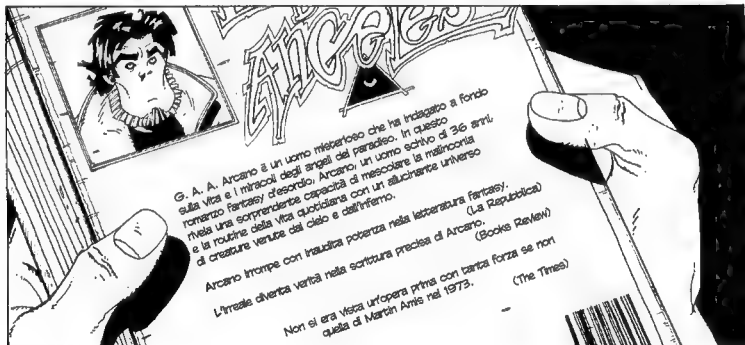 Angeles
G. A. A. Arcano è un uomo misterioso che ha indagato a fondo
sulla vita e i miracoli degli angeli del paradiso. In questo
romanzo fantasy d'esordio, Arcano, un uomo schivo di 36 anni,
rivela una sorprendente capacità di mescolare la malinconia
e la routine della vita quotidiana con un allucinante universo
di creature venute dal cielo e dall'inferno.
Arcano irrompe con inaudita potenza nella letteratura fantasy.
(La Repubblica)
L'irreale diventa verità nella scrittura precisa di Arcano.
(Books Review)
Non si era vista un'opera prima con tanta forza se non
quella di Martin Amis nel 1973.
(The Times)